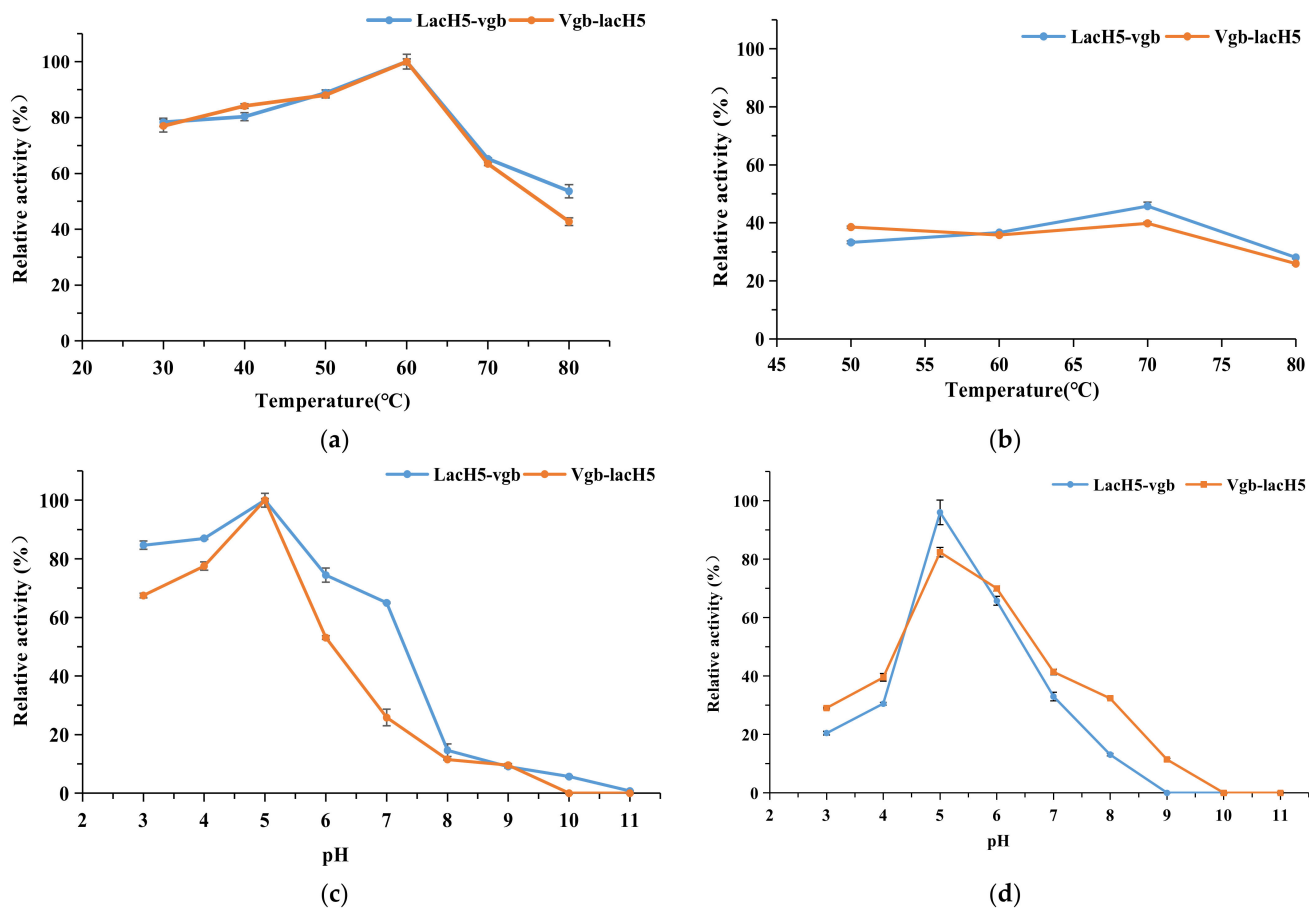 LacH5-vgb Vgb-lacH5
Relative activity (%)
100
80
60
40
20
0
20 30 40 50 60 70 80
Temperature(℃)
(a)
LacH5-vgb Vgb-lacH5
Relative activity (%)
100
80
60
40
20
0
45 50 55 60 65 70 75 80
Temperature(℃)
(b)
LacH5-vgb Vgb-lacH5
Relative activity (%)
100
80
60
40
20
0
2 3 4 5 6 7 8 9 10 11
pH
(c)
LacH5-vgb Vgb-lacH5
Relative activity (%)
100
80
60
40
20
0
2 3 4 5 6 7 8 9 10 11
pH
(d)